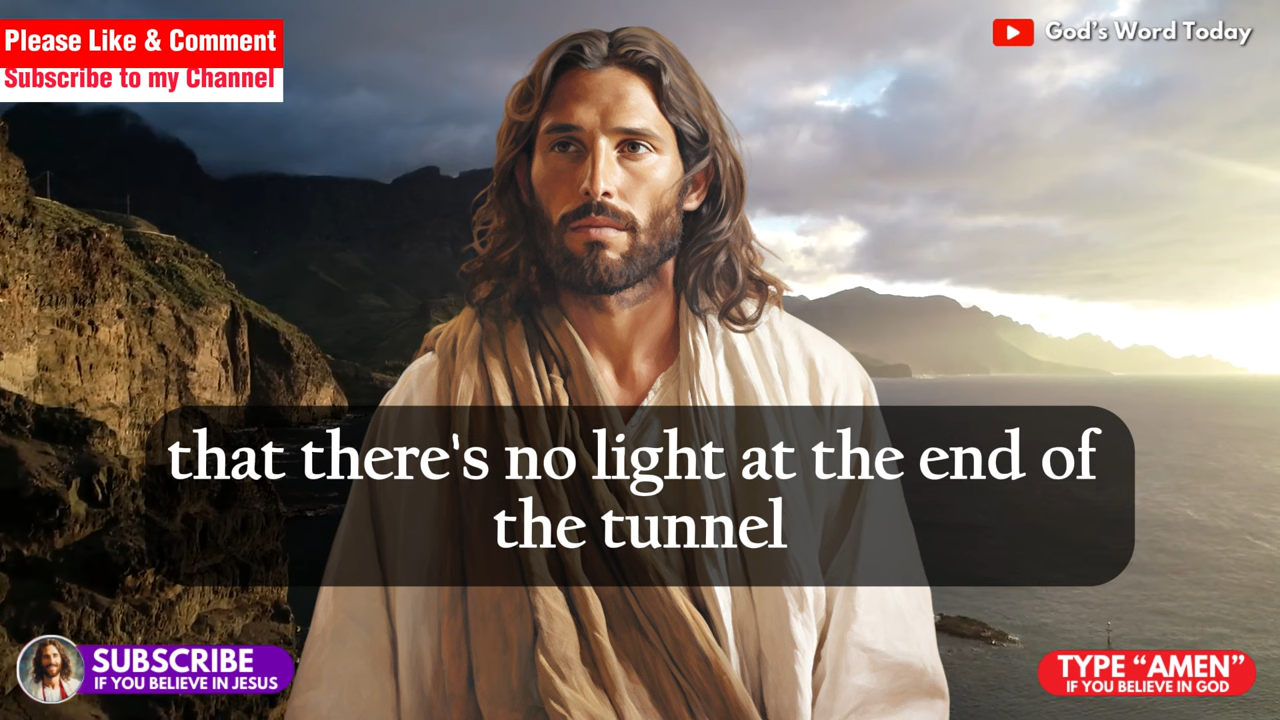 Please Like & Comment
Subscribe to my Channel
God's Word Today
that there's no light at the end of
the tunnel
SUBSCRIBE
IF YOU BELIEVE IN JESUS
TYPE “AMEN”
IF YOU BELIEVE IN GOD